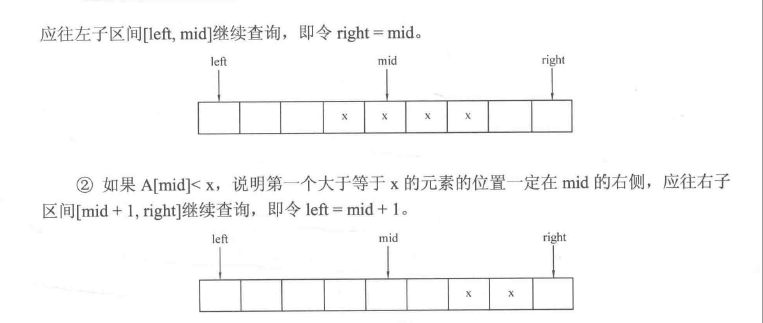 应往左子区间[left, mid]继续查询，即令 right = mid。
left mid right
x x x x
② 如果 A[mid]< x，说明第一个大于等于 x 的元素的位置一定在 mid 的右侧，应往右子
区间[mid + 1, right]继续查询，即令 left = mid + 1。
left mid right
x x